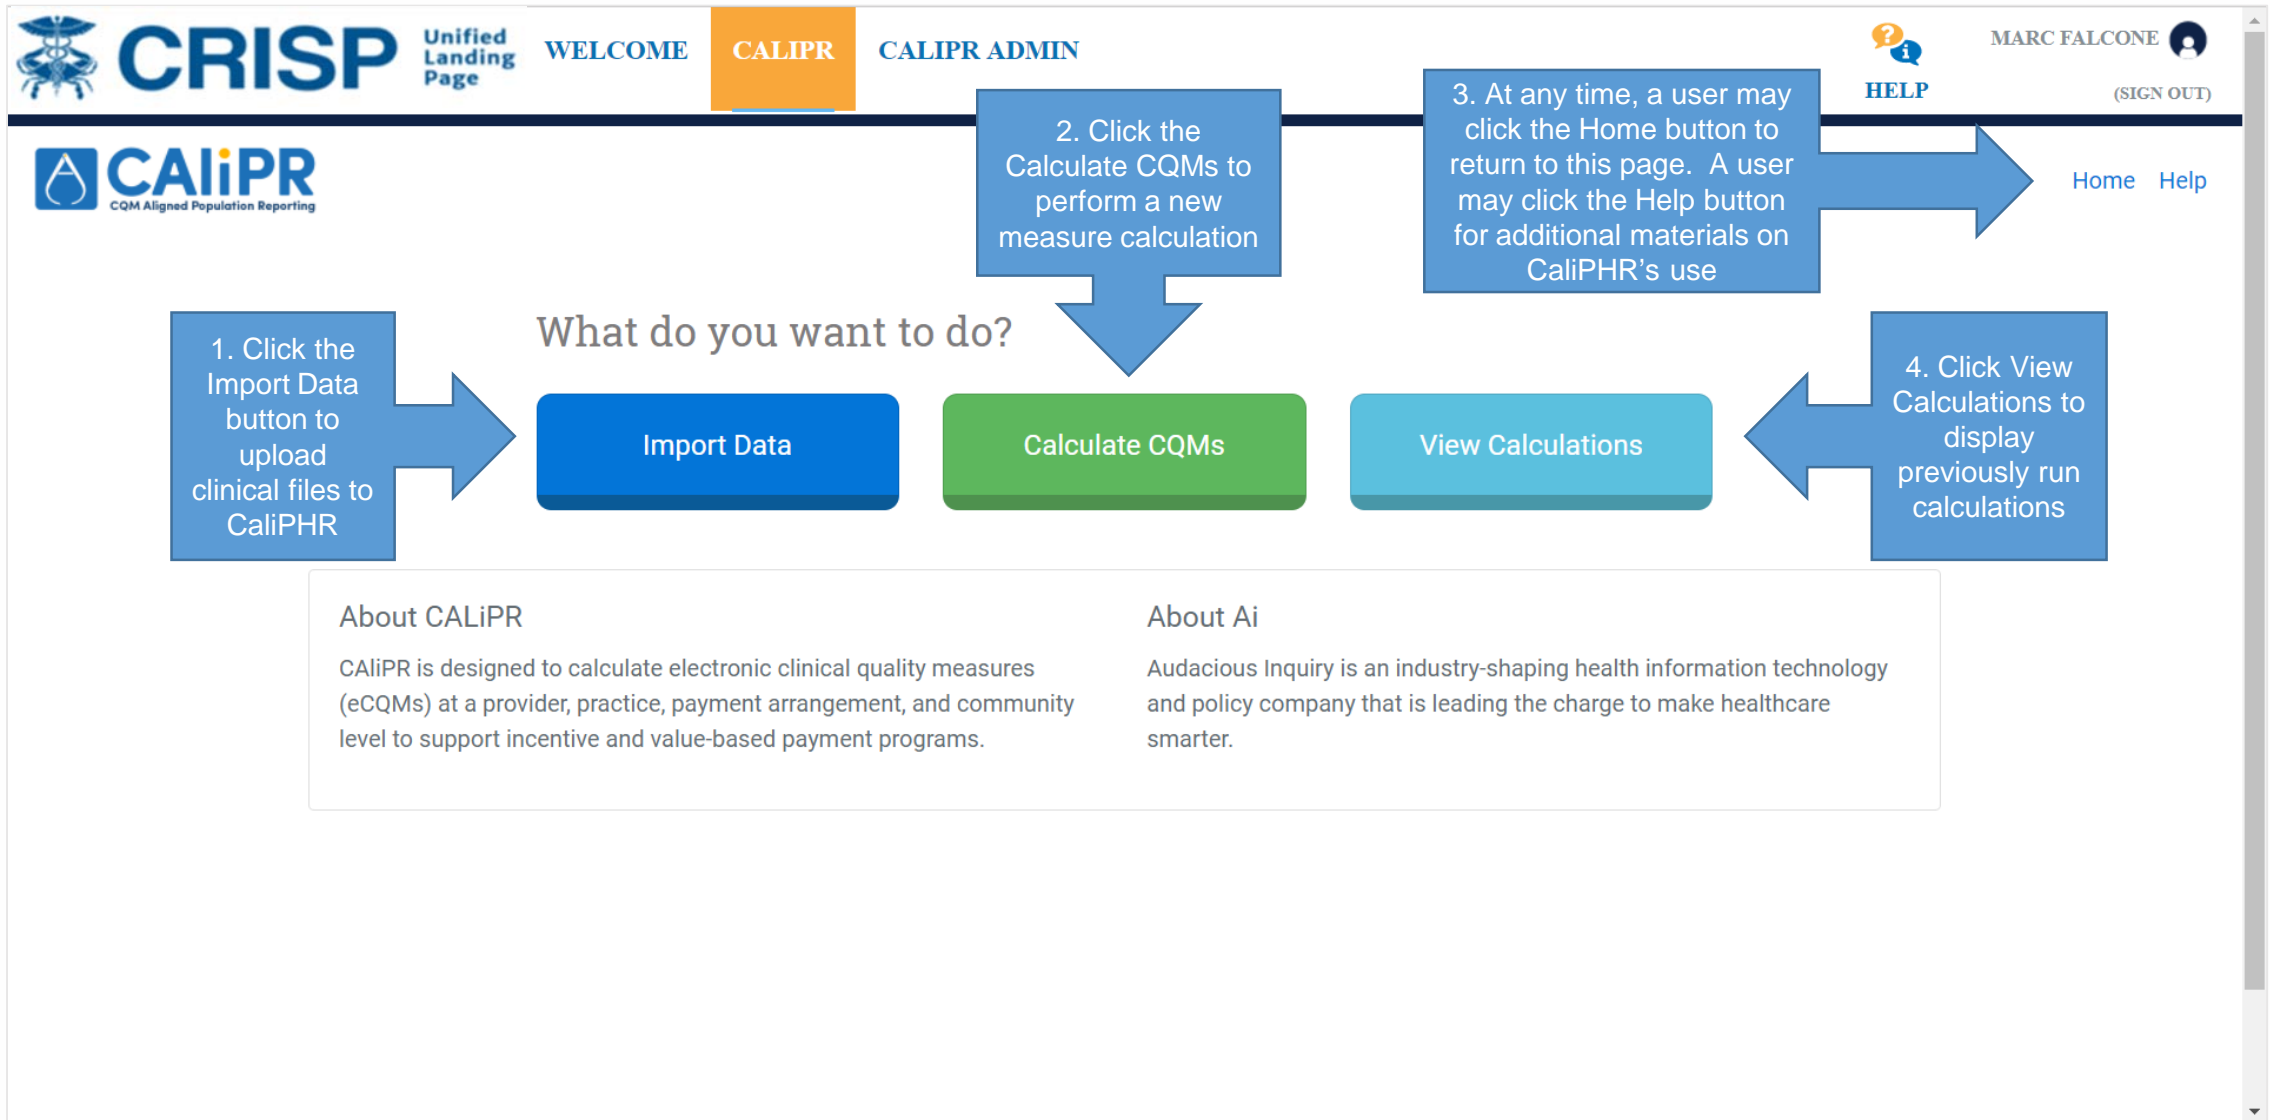 CRISP
Unified
Landing
Page
WELCOME
CALIPR
CALIPR ADMIN
HELP
MARC FALCONE
(SIGN OUT)
CAliPR
CQM Aligned Population Reporting
Home Help
2. Click the
Calculate CQMs to
perform a new
measure calculation
3. At any time, a user may
click the Home button to
return to this page. A user
may click the Help button
for additional materials on
CaliPHR's use
What do you want to do?
1. Click the
Import Data
button to
upload
clinical files to
CaliPHR
Import Data
Calculate CQMs
View Calculations
4. Click View
Calculations to
display
previously run
calculations
About CALiPR
CAliPR is designed to calculate electronic clinical quality measures
(eCQMs) at a provider, practice, payment arrangement, and community
level to support incentive and value-based payment programs.
About Ai
Audacious Inquiry is an industry-shaping health information technology
and policy company that is leading the charge to make healthcare
smarter.